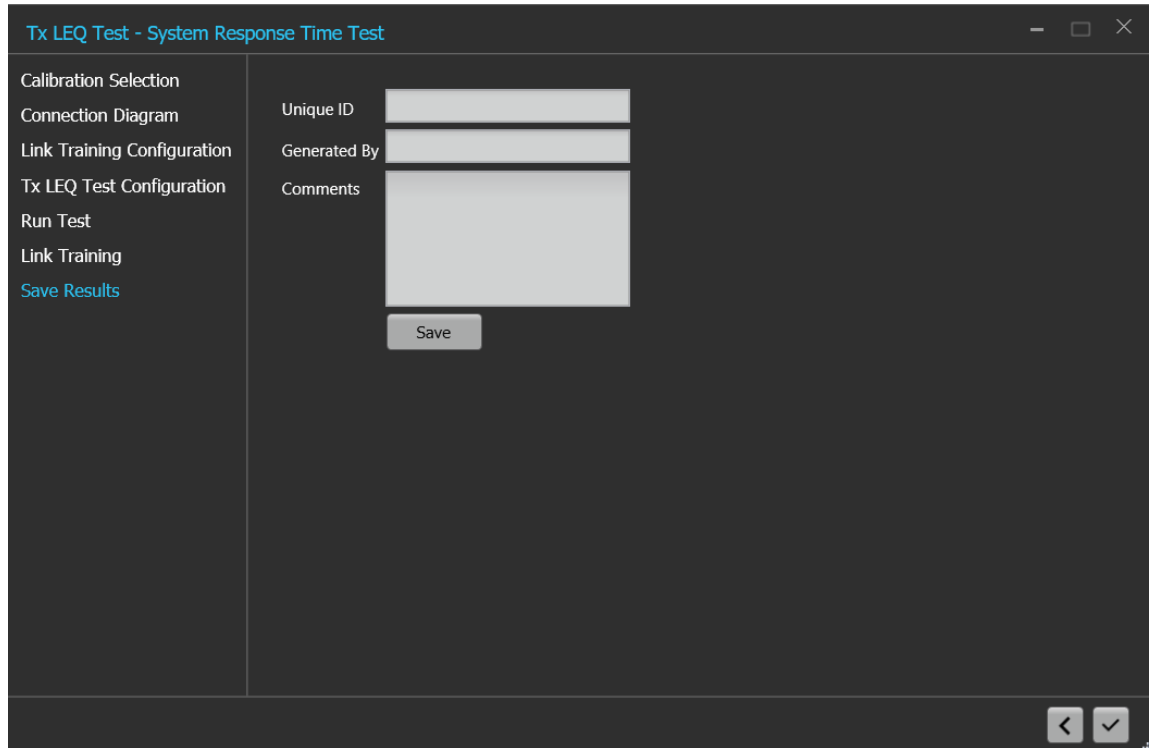 Tx LEQ Test - System Response Time Test
Calibration Selection
Connection Diagram
Link Training Configuration
Tx LEQ Test Configuration
Run Test
Link Training
Save Results
Unique ID
Generated By
Comments
Save